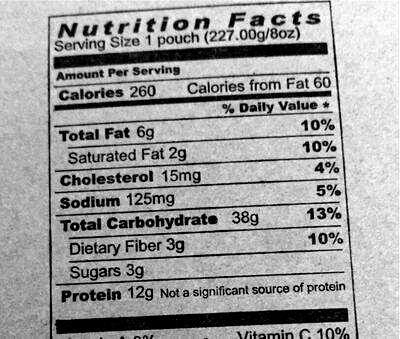 Nutrition Facts
Serving Size 1 pouch (227.00g/8oz)
Amount Per Serving
Calories 260 Calories from Fat 60
% Daily Value *
Total Fat 6g 10%
Saturated Fat 2g 10%
Cholesterol 15mg 4%
Sodium 125mg 5%
Total Carbohydrate 38g 13%
Dietary Fiber 3g 10%
Sugars 3g
Protein 12g Not a significant source of protein
Vitamin C 10%